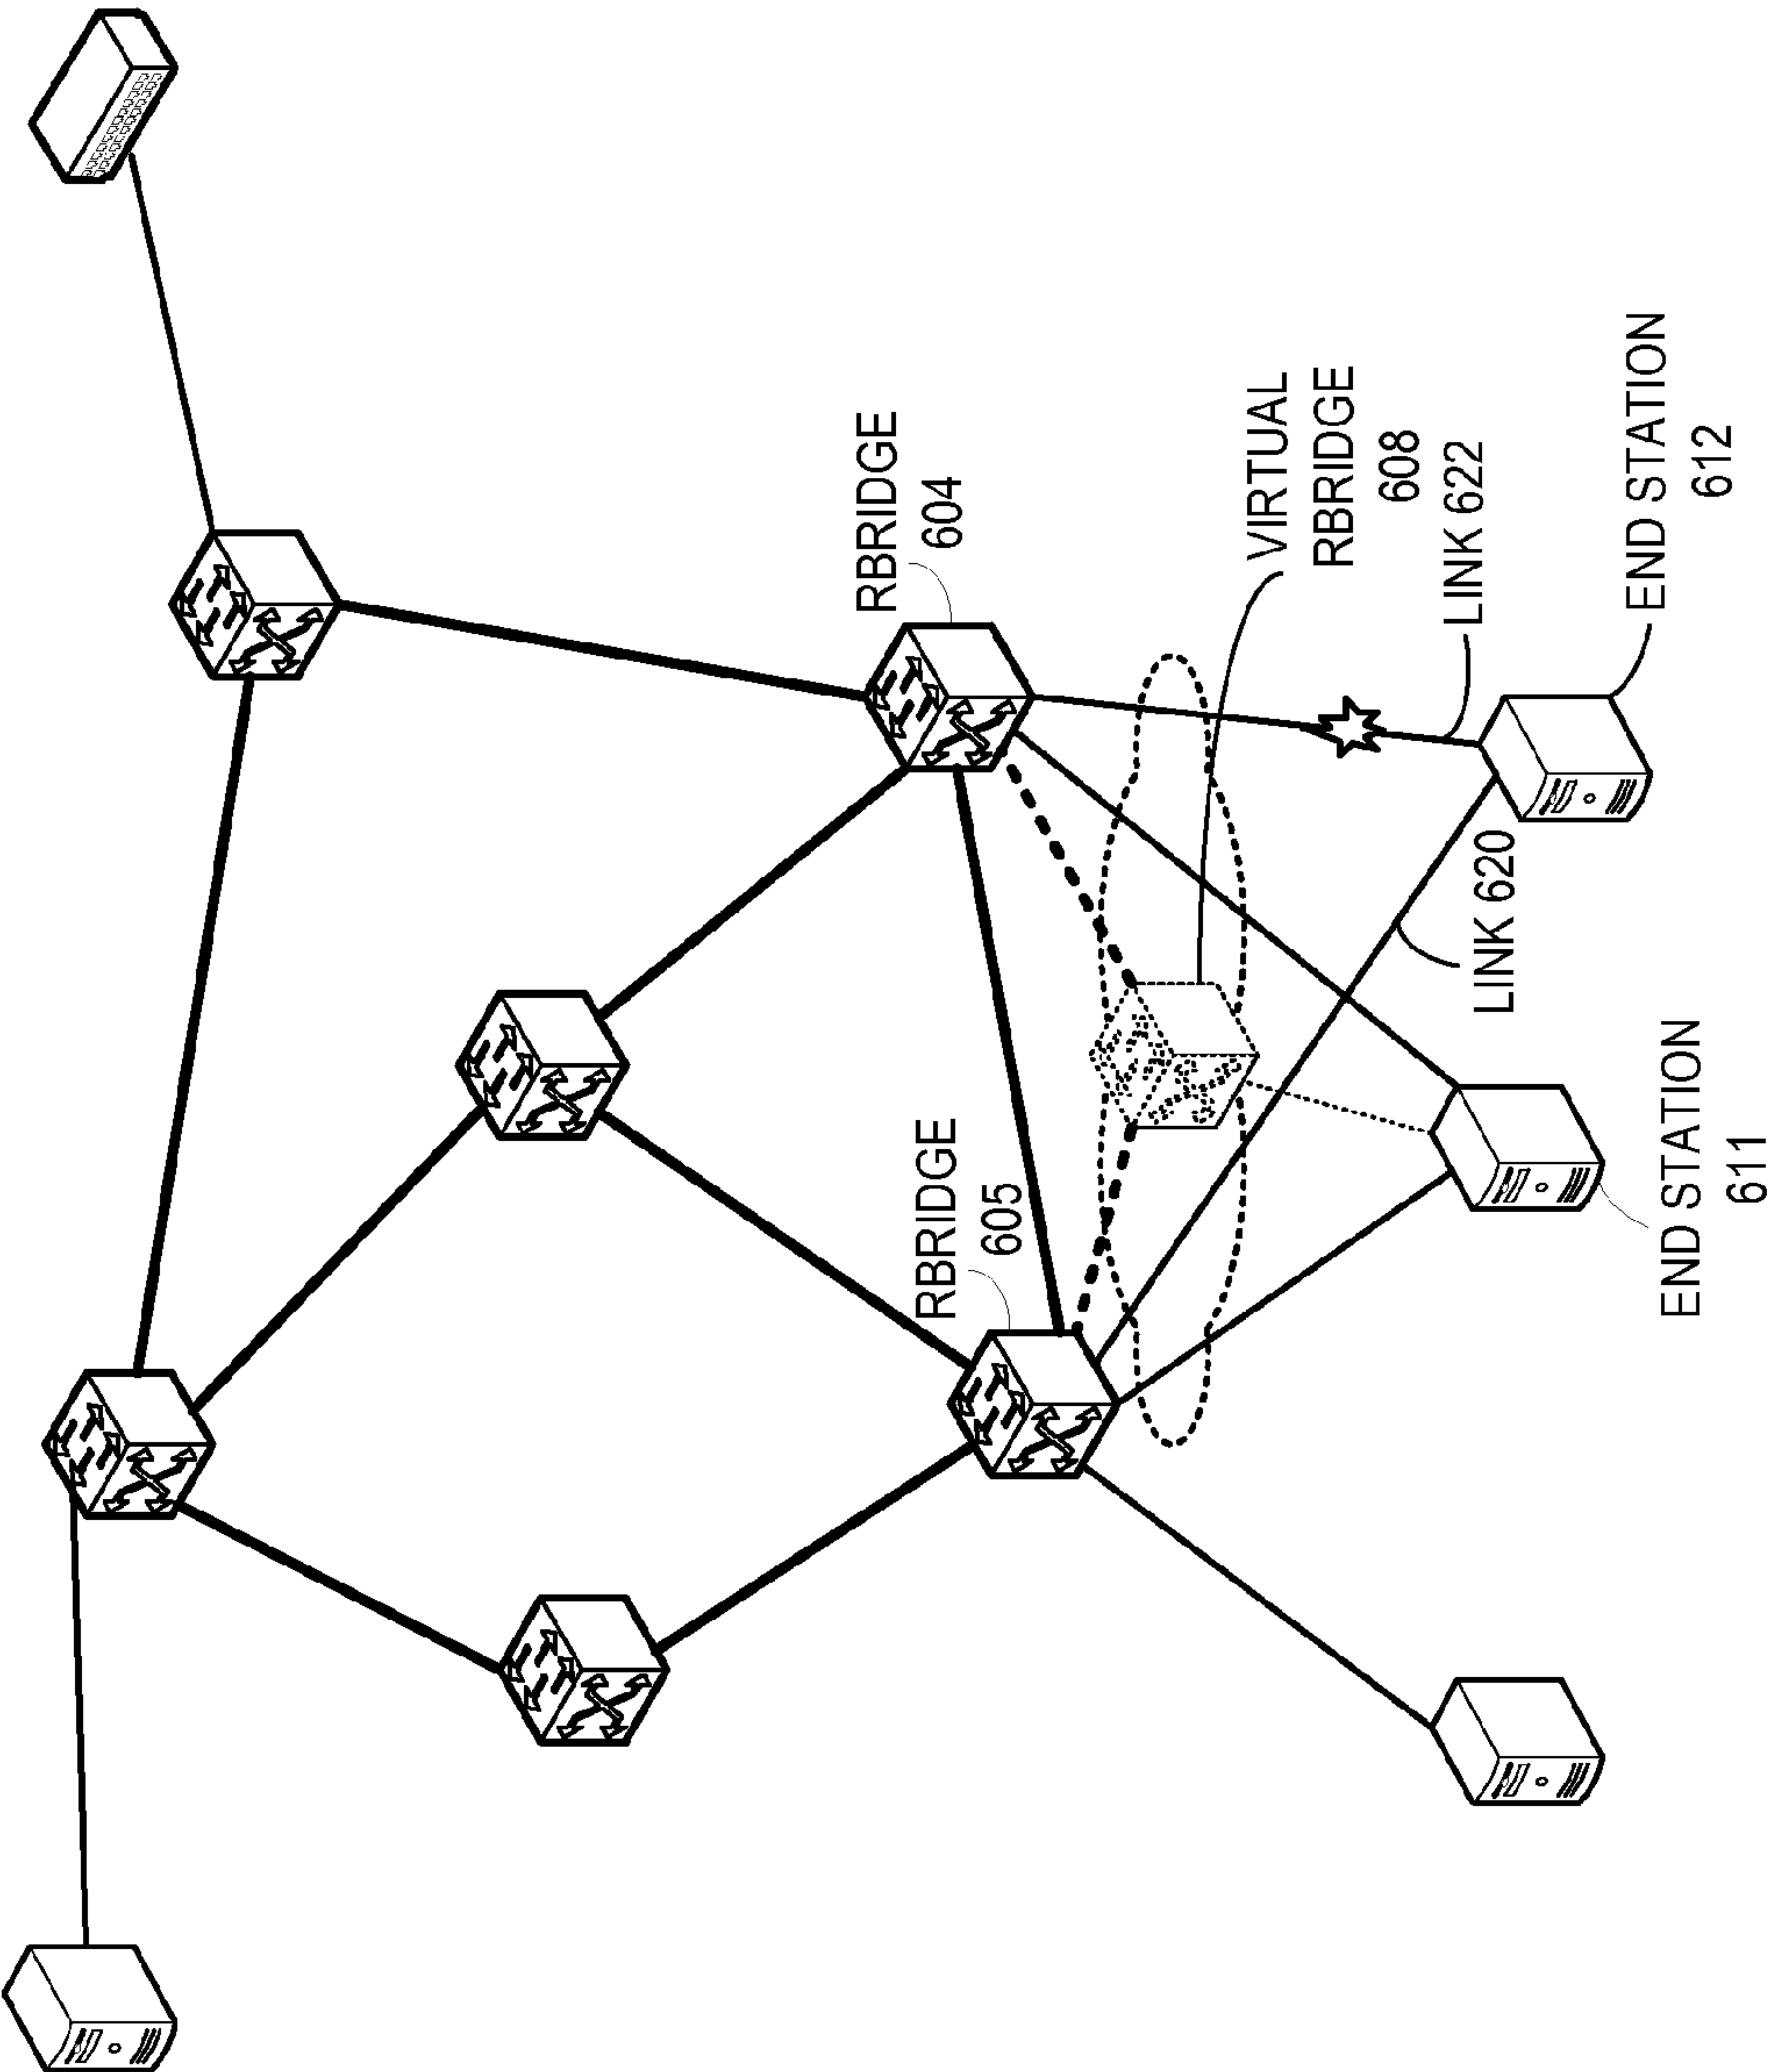 RBRIDGE
604
RBRIDGE
605
VIRTUAL
RBRIDGE
608
LINK 622
LINK 620
END STATION
612
END STATION
611